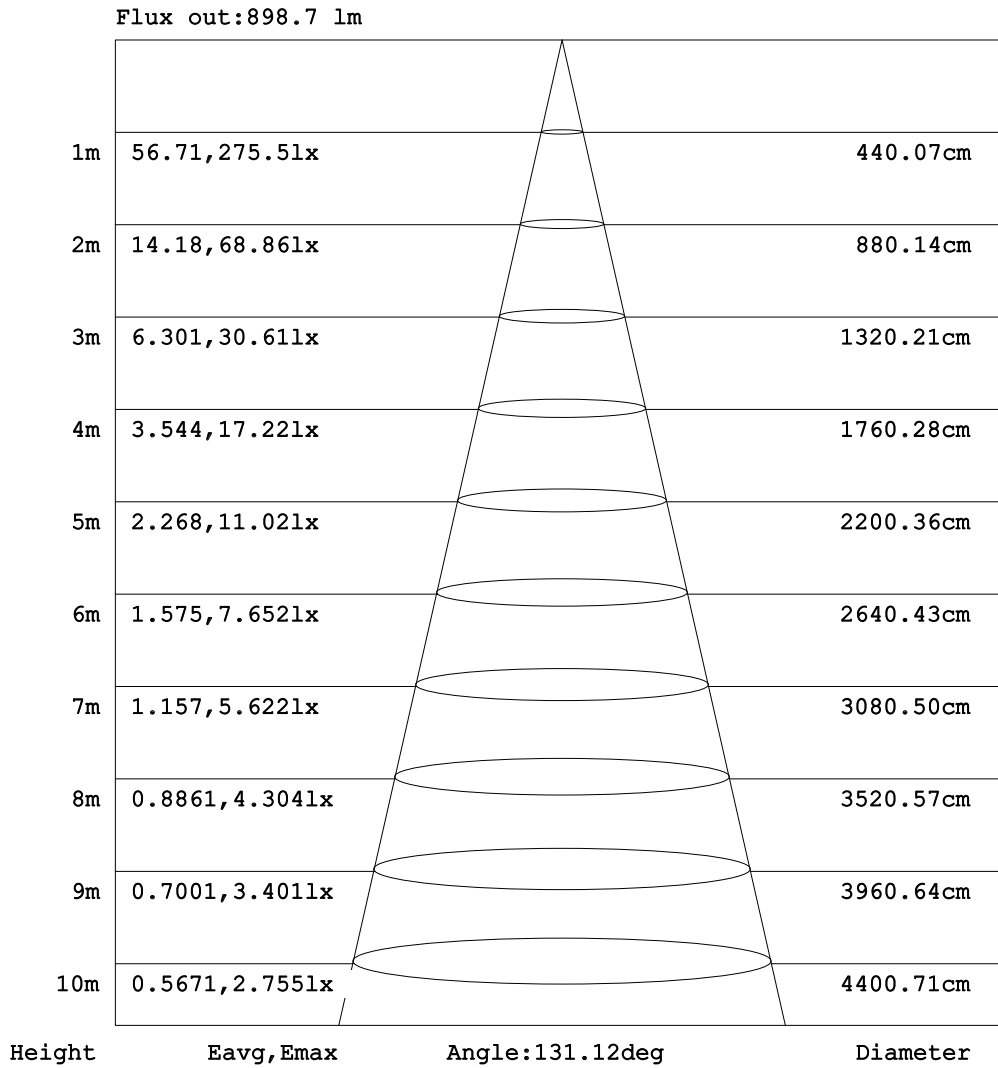 Flux out:898.7 lm
1m 56.71,275.5lx 440.07cm
2m 14.18,68.86lx 880.14cm
3m 6.301,30.61lx 1320.21cm
4m 3.544,17.22lx 1760.28cm
5m 2.268,11.02lx 2200.36cm
6m 1.575,7.652lx 2640.43cm
7m 1.157,5.622lx 3080.50cm
8m 0.8861,4.304lx 3520.57cm
9m 0.7001,3.401lx 3960.64cm
10m 0.5671,2.755lx 4400.71cm
Height Eavg,Emax Angle:131.12deg Diameter